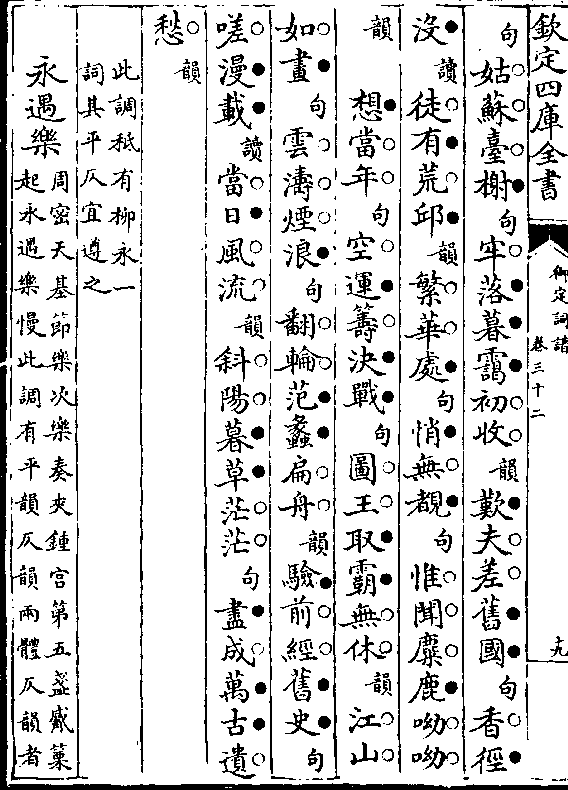 欽定四庫全書
御定詞譜
卷三十二
十九
句姑蘇臺榭句牢落暮靄初收韻歎夫差舊國句香徑
沒讀徒有荒邱韻繁華處句悄無覩句惟聞麋鹿呦呦
韻
想當年句空運籌決戰句圖王取霸無休韻江山
如畫句雲濤煙浪句翻輸范蠡扁舟韻驗前經舊史句
嗟漫載讀當日風流韻斜陽暮草茫茫句盡成萬古遺
愁韻
此調秪有柳永一
詞其平仄宜遵之
永遇樂
周密天基節樂次樂奏夾鍾宫第五盞觱篥
起永遇樂慢此調有平韻仄韻兩體仄韻者